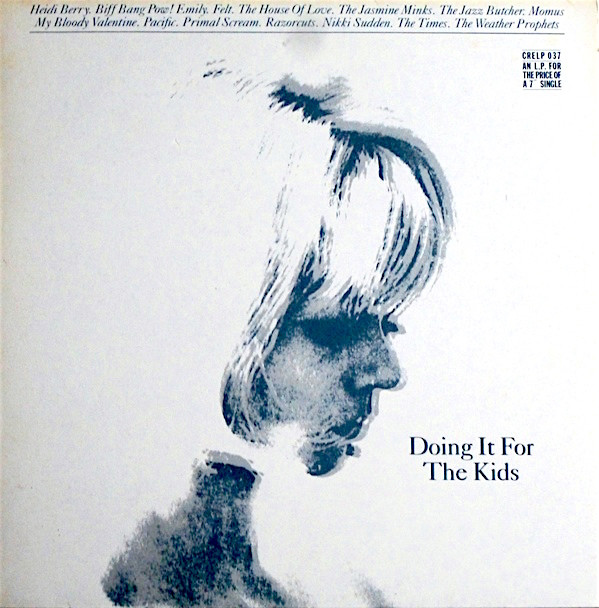 Heidi Berry. Biff Bang Pow! Emily. Felt. The House Of Love. The Jasmine Minks. The Jazz Butcher. Momus
My Bloody Valentine. Pacific. Primal Scream. Razorcuts. Nikki Sudden. The Times. The Weather Prophets
CRELP 037
AN L.P. FOR
THE PRICE OF
A 7" SINGLE
Doing It For
The Kids